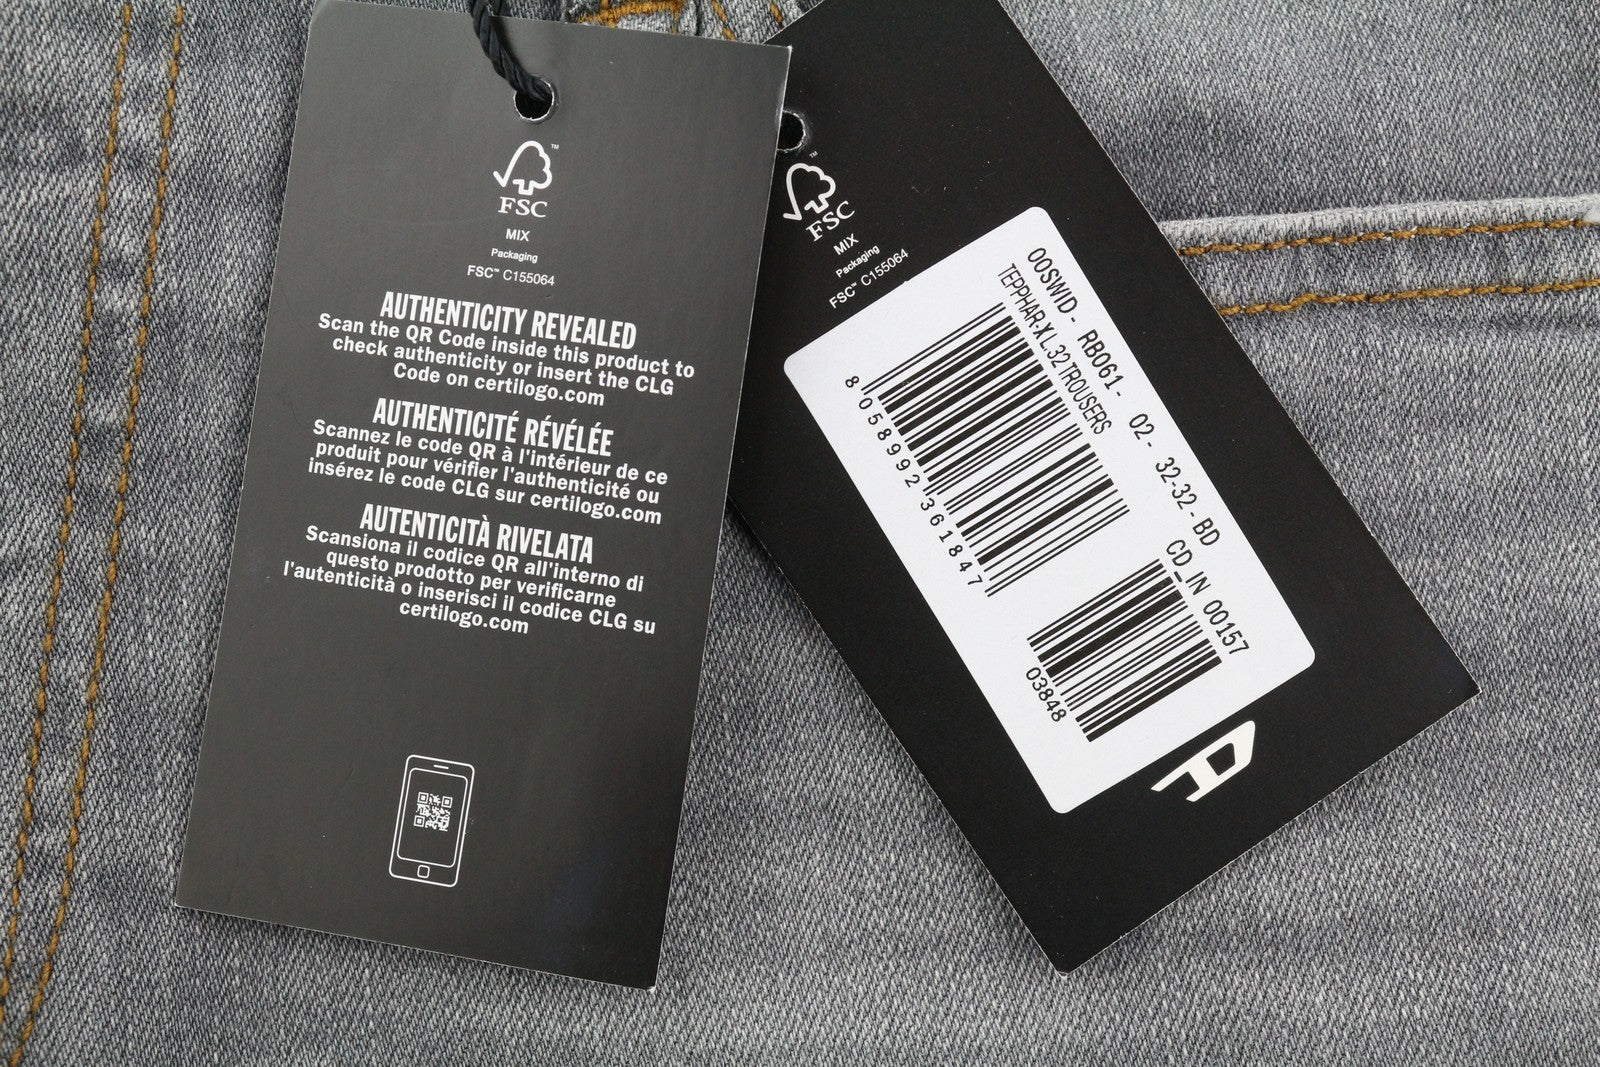 ™
FSC
MIX
Packaging
FSC™ C155064
AUTHENTICITY REVEALED
Scan the QR Code inside this product to
check authenticity or insert the CLG
Code on certilogo.com
AUTHENTICITÉ RÉVÉLÉE
Scannez le code QR à l'intérieur de ce
produit pour vérifier l'authenticité ou
insérez le code CLG sur certilogo.com
AUTENTICITÀ RIVELATA
Scansiona il codice QR all'interno di
questo prodotto per verificarne
l'autenticità o inserisci il codice CLG su
certilogo.com
™
FSC
MIX
Packaging
FSC™ C155064
00SWID - RB061 - 02 - 32-32 - BD
TEPPHAR-X L.32 TROUSERS
8 058992 361847
CD_IN 00157
03848